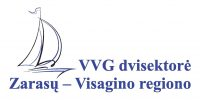 VVG dvisektorė
Zarasų – Visagino regiono